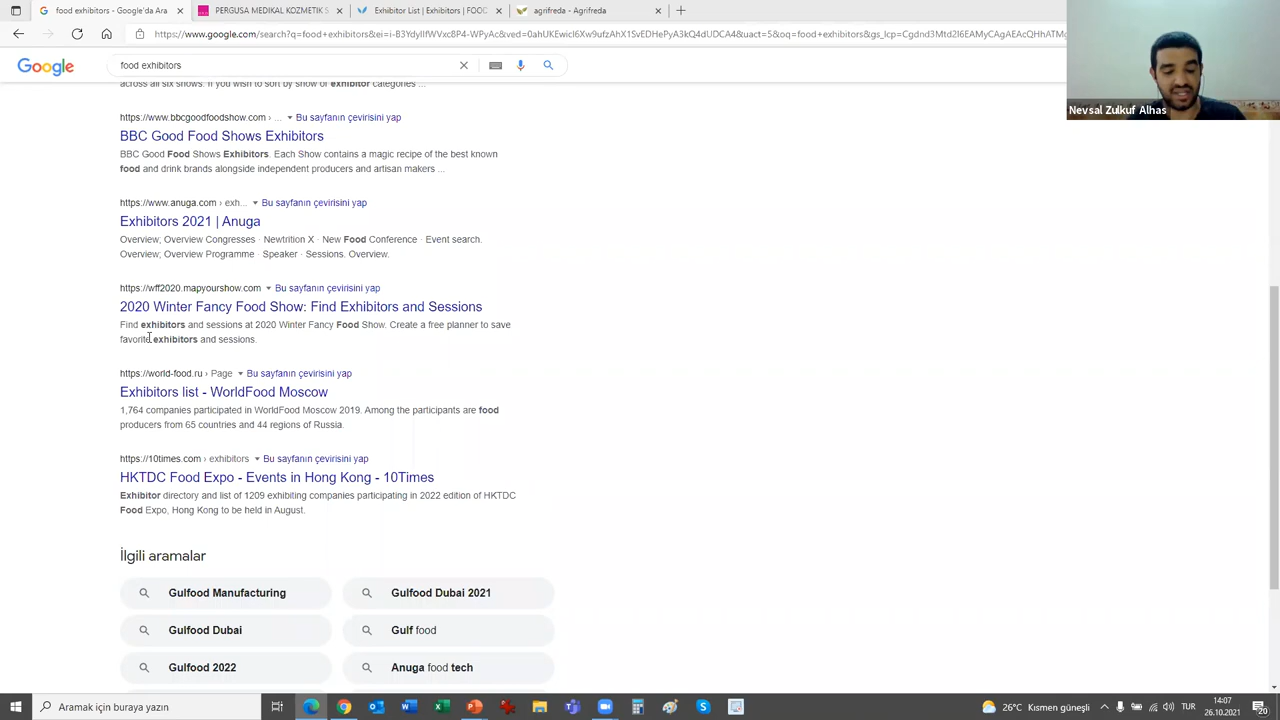 food exhibitors - Google'da Ara
PERGUSA MEDIKAL KOZMETIK S
Exhibitor List | Exhibitors | FOOD
agrifreda - Agrifreda
Google
food exhibitors
across all six shows. If you wish to sort by show or exhibitor categories ...
https://www.bbcgoodfoodshow.com › ... Bu sayfanın çevirisini yap
BBC Good Food Shows Exhibitors
BBC Good Food Shows Exhibitors. Each Show contains a magic recipe of the best known
food and drink brands alongside independent producers and artisan makers ...
https://www.anuga.com › exh... Bu sayfanın çevirisini yap
Exhibitors 2021 | Anuga
Overview; Overview Congresses · Newtrition X · New Food Conference · Event search.
Overview; Overview Programme · Speaker · Sessions. Overview.
https://wff2020.mapyourshow.com Bu sayfanın çevirisini yap
2020 Winter Fancy Food Show: Find Exhibitors and Sessions
Find exhibitors and sessions at 2020 Winter Fancy Food Show. Create a free planner to save
favorite exhibitors and sessions.
https://world-food.ru › Page Bu sayfanın çevirisini yap
Exhibitors list - WorldFood Moscow
1,764 companies participated in WorldFood Moscow 2019. Among the participants are food
producers from 65 countries and 44 regions of Russia.
https://10times.com › exhibitors Bu sayfanın çevirisini yap
HKTDC Food Expo - Events in Hong Kong - 10Times
Exhibitor directory and list of 1209 exhibiting companies participating in 2022 edition of HKTDC
Food Expo, Hong Kong to be held in August.
İlgili aramalar
Gulfood Manufacturing
Gulfood Dubai 2021
Gulfood Dubai
Gulf food
Gulfood 2022
Anuga food tech
Nevsal Zulkuf Alhas
Aramak için buraya yazın
26°C Kısmen güneşli
TUR
14:07
26.10.2021
20